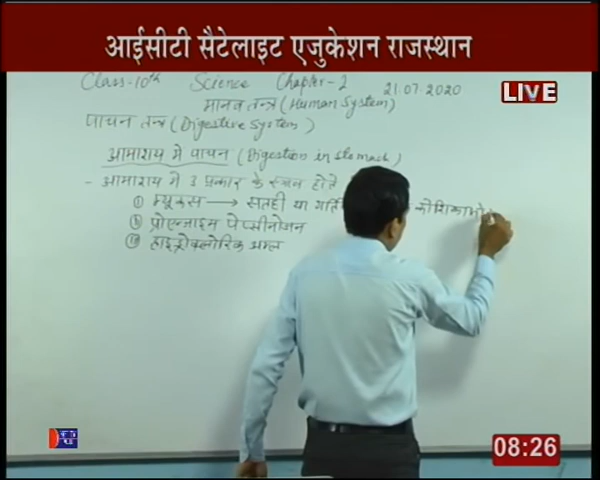 आईसीटी सैटेलाइट एजुकेशन राजस्थान
LIVE
Class-10th Science Chapter-2 21.07.2020
मानव तन्त्र (Human System)
पाचन तन्त्र (Digestive System)
आमाशय मे पाचन (Digestion in stomach)
- आमाशय मे 3 प्रकार के स्त्राव होते
① म्यूकस → सतही या कोशिकाओ
② प्रोएन्जाइम पेप्सीनोजन
③ हाइड्रोक्लोरिक अम्ल
08:26